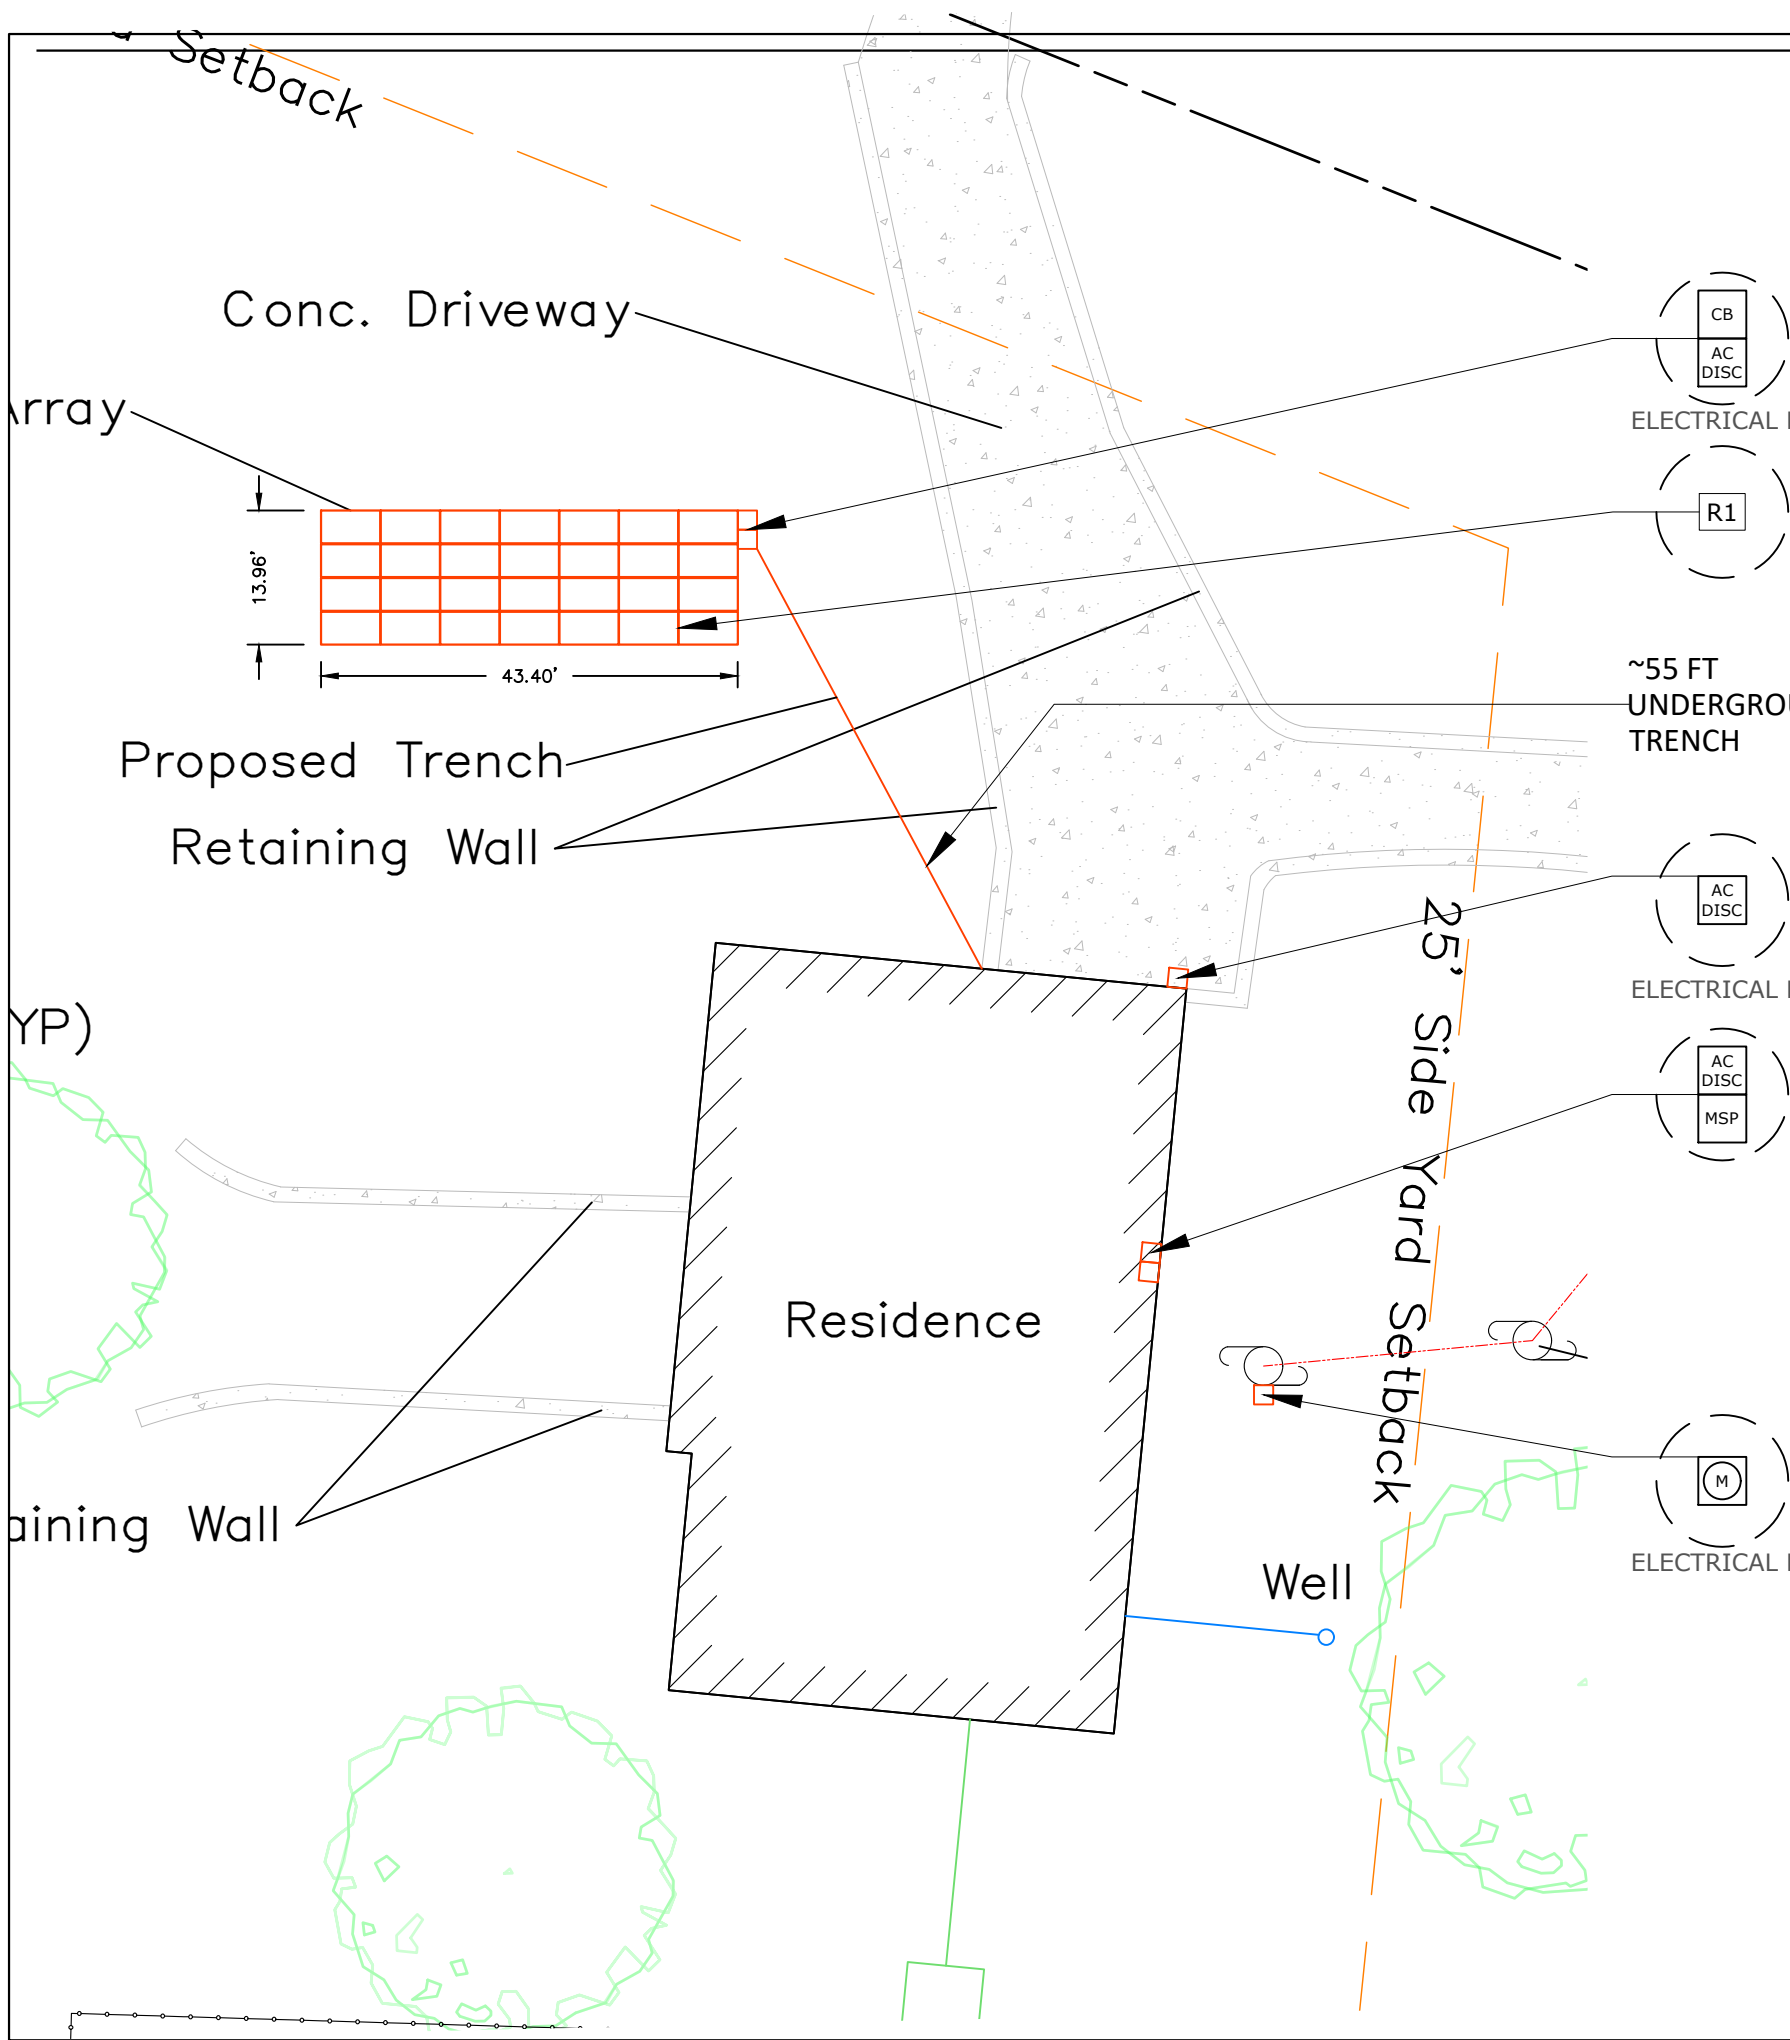 Setback
Conc. Driveway
Array
13.96'
43.40'
Proposed Trench
Retaining Wall
CB
AC
DISC
ELECTRICAL
R1
~55 FT
UNDERGROU
TRENCH
AC
DISC
ELECTRICAL
25' Side Yard Setback
YP)
AC
DISC
MSP
Residence
aining Wall
M
ELECTRICAL
Well